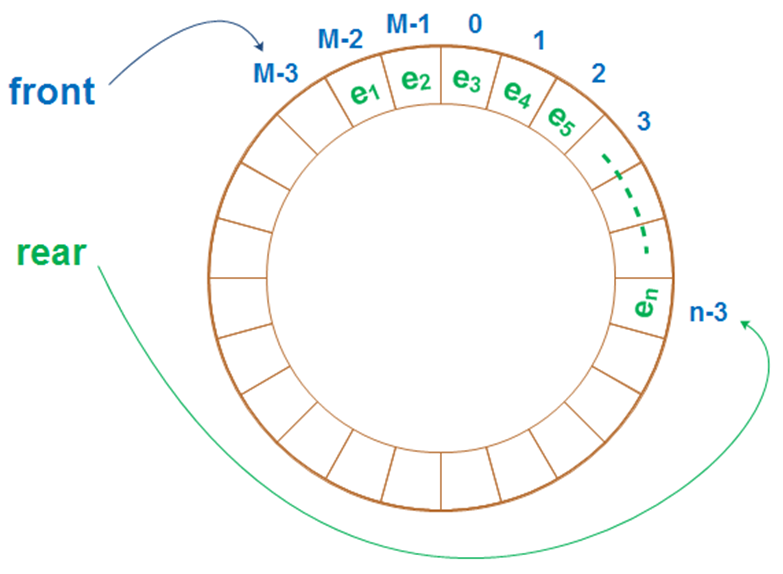 M-1 0
M-2 1
M-3 2
front
e₁ e₂ e₃ e₄ e₅
3
rear
eₙ n-3